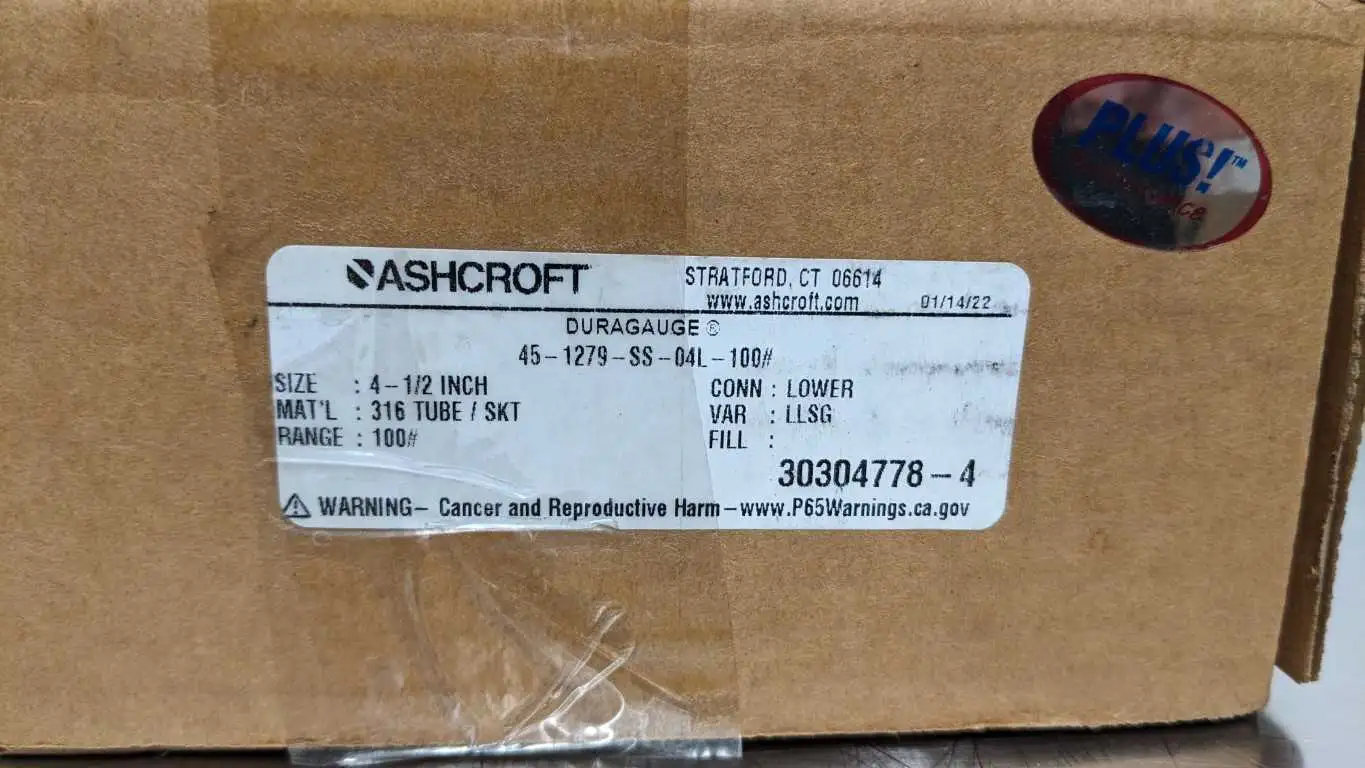 PLUS!™
ASHCROFT
STRATFORD, CT 06614
www.ashcroft.com 01/14/22
DURAGAUGE ®
45-1279-SS-04L-100#
SIZE : 4-1/2 INCH CONN : LOWER
MAT'L : 316 TUBE / SKT VAR : LLSG
RANGE : 100# FILL :
30304778-4
⚠ WARNING- Cancer and Reproductive Harm-www.P65Warnings.ca.gov